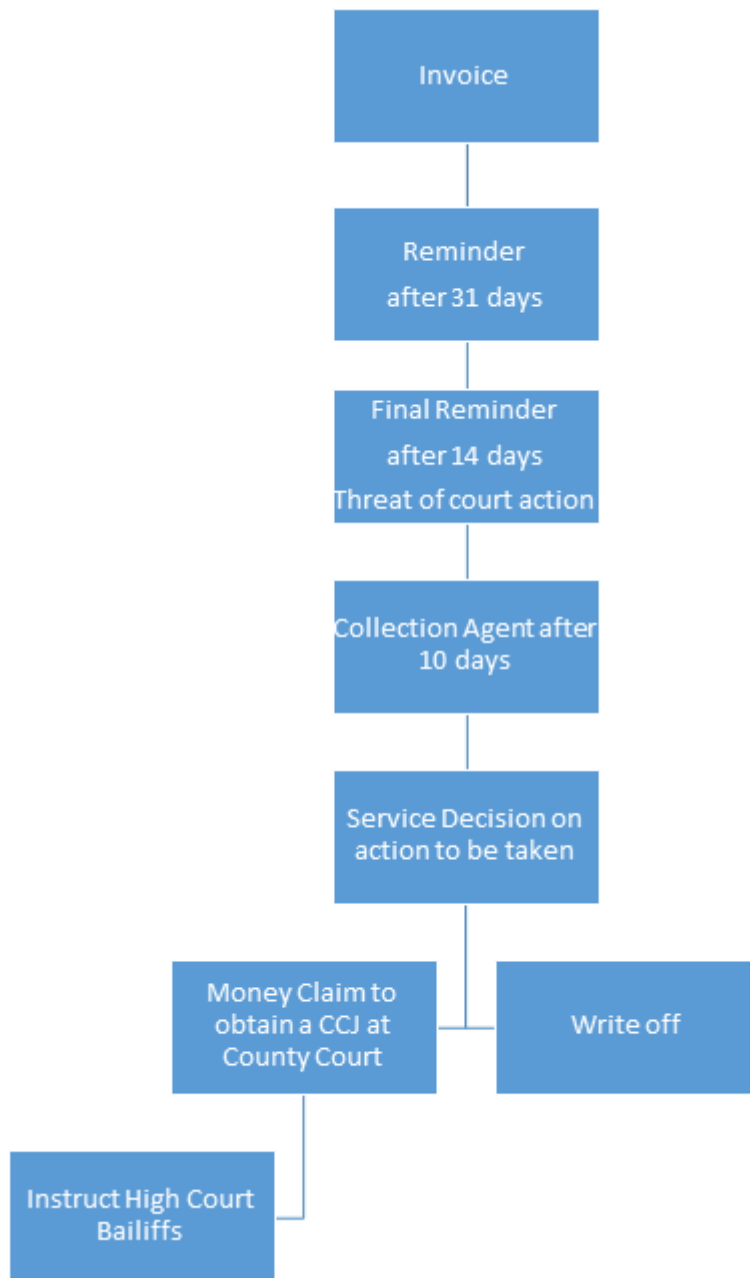 Invoice
Reminder
after 31 days
Final Reminder
after 14 days
Threat of court action
Collection Agent after
10 days
Service Decision on
action to be taken
Money Claim to
obtain a CCJ at
County Court
Write off
Instruct High Court
Bailiffs